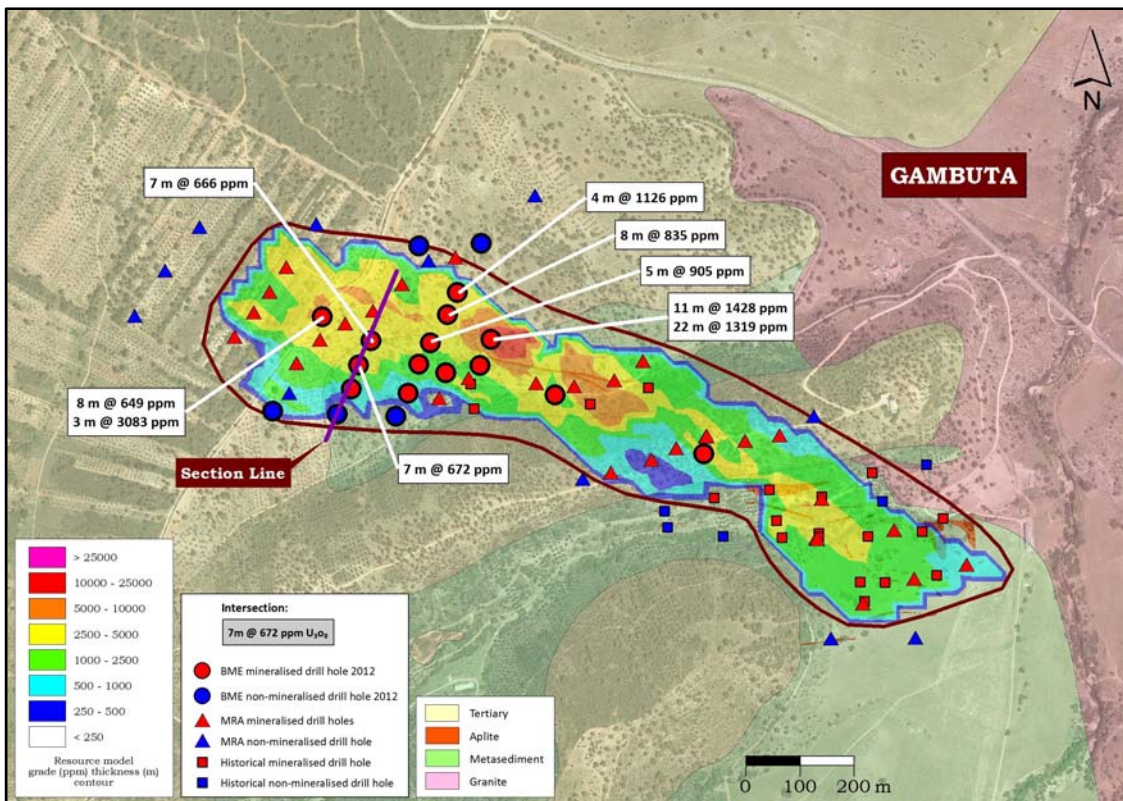 N
GAMBUTA
7 m @ 666 ppm
4 m @ 1126 ppm
8 m @ 835 ppm
5 m @ 905 ppm
11 m @ 1428 ppm
22 m @ 1319 ppm
8 m @ 649 ppm
3 m @ 3083 ppm
Section Line
7 m @ 672 ppm
> 25000
10000 - 25000
5000 - 10000
2500 - 5000
1000 - 2500
500 - 1000
250 - 500
< 250
Resource model
grade (ppm) thickness (m)
contour
Intersection:
7m @ 672 ppm U₃O₈
BME mineralised drill hole 2012
BME non-mineralised drill hole 2012
MRA mineralised drill holes
MRA non-mineralised drill hole
Historical mineralised drill hole
Historical non-mineralised drill hole
Tertiary
Aplite
Metasediment
Granite
0 100 200 m